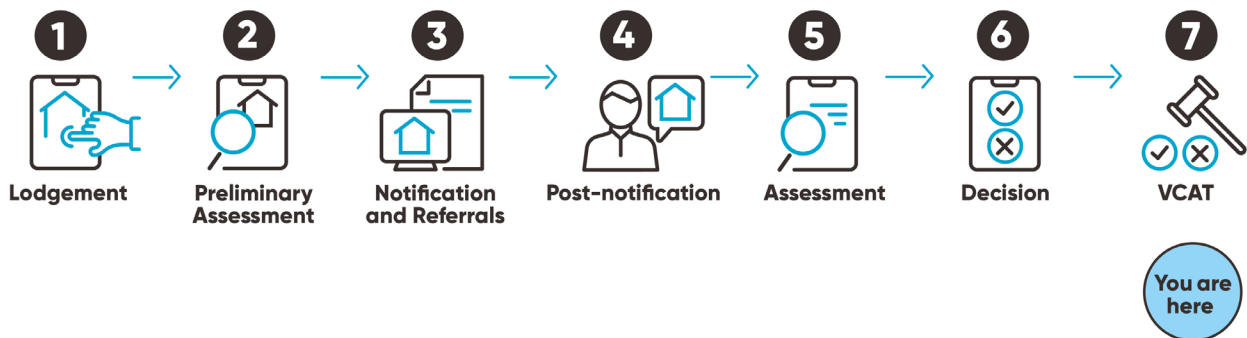 1
2
3
4
5
6
7
Lodgement
Preliminary
Assessment
Notification
and Referrals
Post-notification
Assessment
Decision
VCAT
You are
here